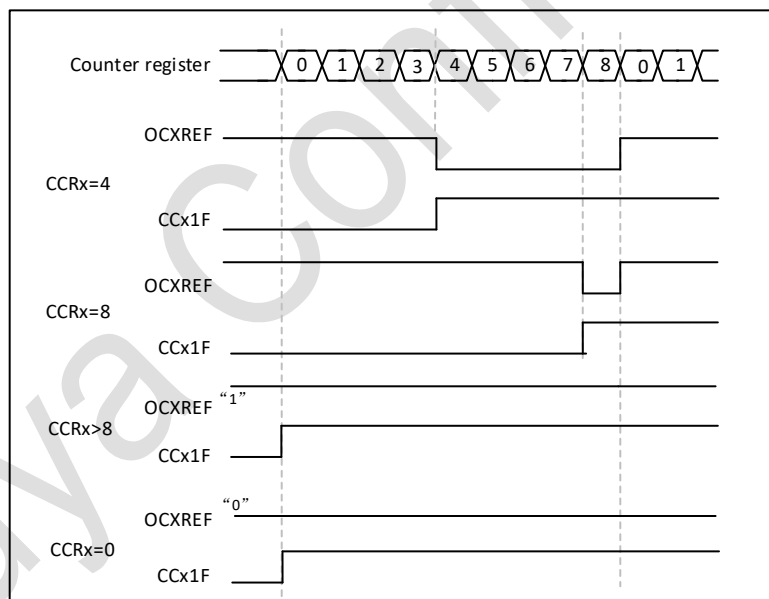 Counter register 0 1 2 3 4 5 6 7 8 0 1
OCXREF
CCRx=4
CCx1F
OCXREF
CCRx=8
CCx1F
OCXREF “1”
CCRx>8
CCx1F
OCXREF “0”
CCRx=0
CCx1F